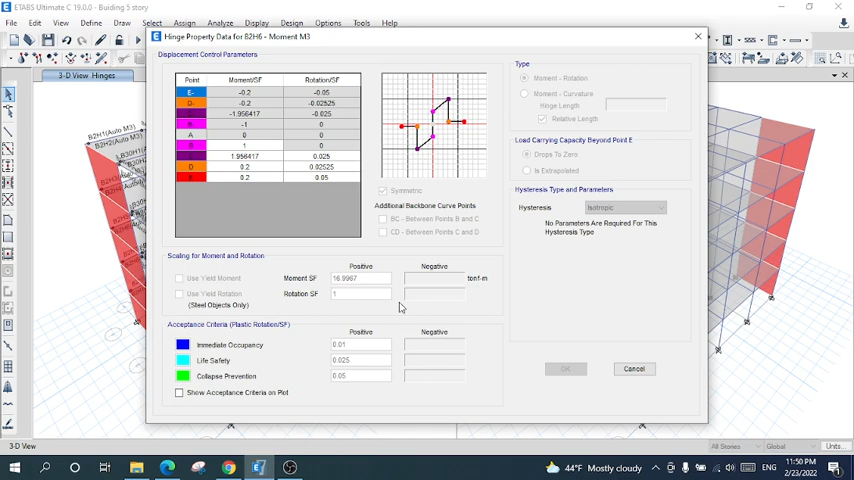 ETABS Ultimate C 19.0.0 - Buiding 5 story
File Edit View Define Draw Select Assign Analyze Display Design Options Tools Help
3-D View Hinges
B2H1(Auto M3)
Hinge Property Data for B2H6 - Moment M3
Displacement Control Parameters
Point Moment/SF Rotation/SF
E- -0.2 -0.05
D- -0.2 -0.02525
-1.956417 -0.025
B -1 0
A 0 0
B 1 0
1.956417 0.025
D 0.2 0.02525
E 0.2 0.05
Symmetric
Additional Backbone Curve Points
BC - Between Points B and C
CD - Between Points C and D
Scaling for Moment and Rotation
Positive Negative
Use Yield Moment Moment SF 16.9967 tonf-m
Use Yield Rotation Rotation SF 1
(Steel Objects Only)
Acceptance Criteria (Plastic Rotation/SF)
Positive Negative
Immediate Occupancy 0.01
Life Safety 0.025
Collapse Prevention 0.05
Show Acceptance Criteria on Plot
Type
Moment - Rotation
Moment - Curvature
Hinge Length
Relative Length
Load Carrying Capacity Beyond Point E
Drops To Zero
Is Extrapolated
Hysteresis Type and Parameters
Hysteresis Isotropic
No Parameters Are Required For This
Hysteresis Type
OK Cancel
3-D View All Stories Global Units...
44°F Mostly cloudy ENG 11:50 PM
2/23/2022